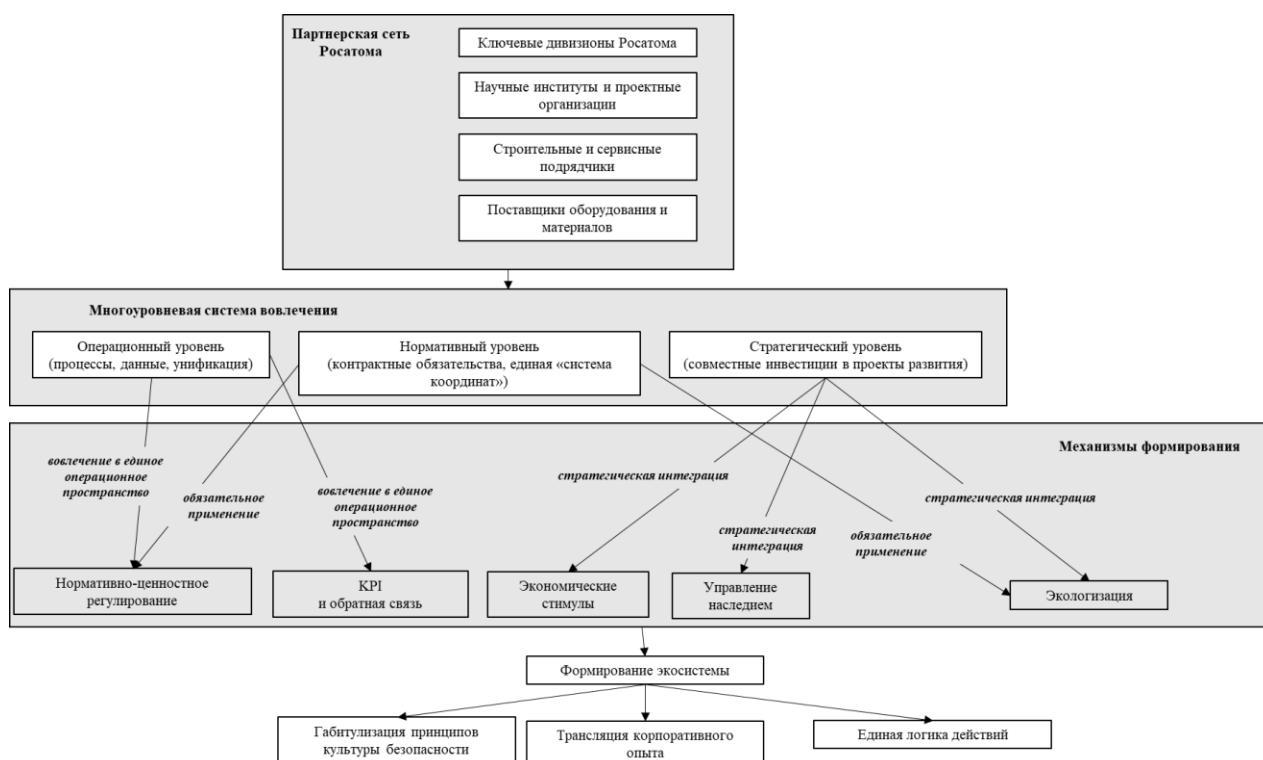 Партнерская сеть
Росатома
Ключевые дивизионы Росатома
Научные институты и проектные
организации
Строительные и сервисные
подрядчики
Поставщики оборудования и
материалов
Многоуровневая система вовлечения
Операционный уровень
(процессы, данные, унификация)
Нормативный уровень
(контрактные обязательства, единая «система
координат»)
Стратегический уровень
(совместные инвестиции в проекты развития)
Механизмы формирования
вовлечение в единое
операционное
пространство
обязательное
применение
вовлечение в единое
операционное
пространство
стратегическая интеграция
стратегическая
интеграция
обязательное
применение
стратегическая интеграция
Нормативно-ценностное
регулирование
KPI
и обратная связь
Экономические
стимулы
Управление
наследием
Экологизация
Формирование экосистемы
Габитулизация принципов
культуры безопасности
Трансляция корпоративного
опыта
Единая логика действий